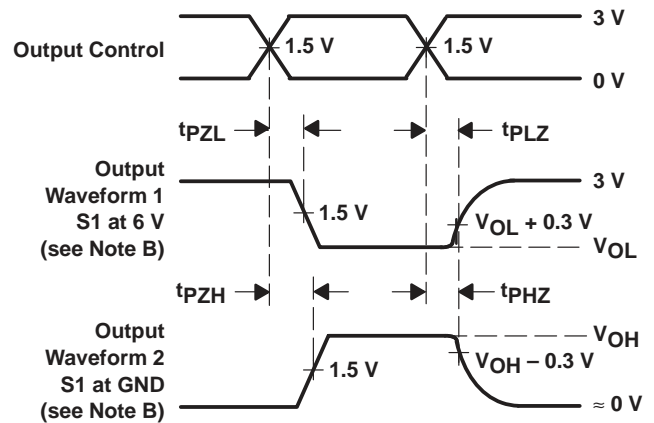 3 V
Output Control
1.5 V
1.5 V
0 V
tPZL
tPLZ
Output
Waveform 1
S1 at 6 V
(see Note B)
3 V
1.5 V
VOL + 0.3 V
VOL
tPZH
tPHZ
Output
Waveform 2
S1 at GND
(see Note B)
VOH
1.5 V
VOH – 0.3 V
≈ 0 V